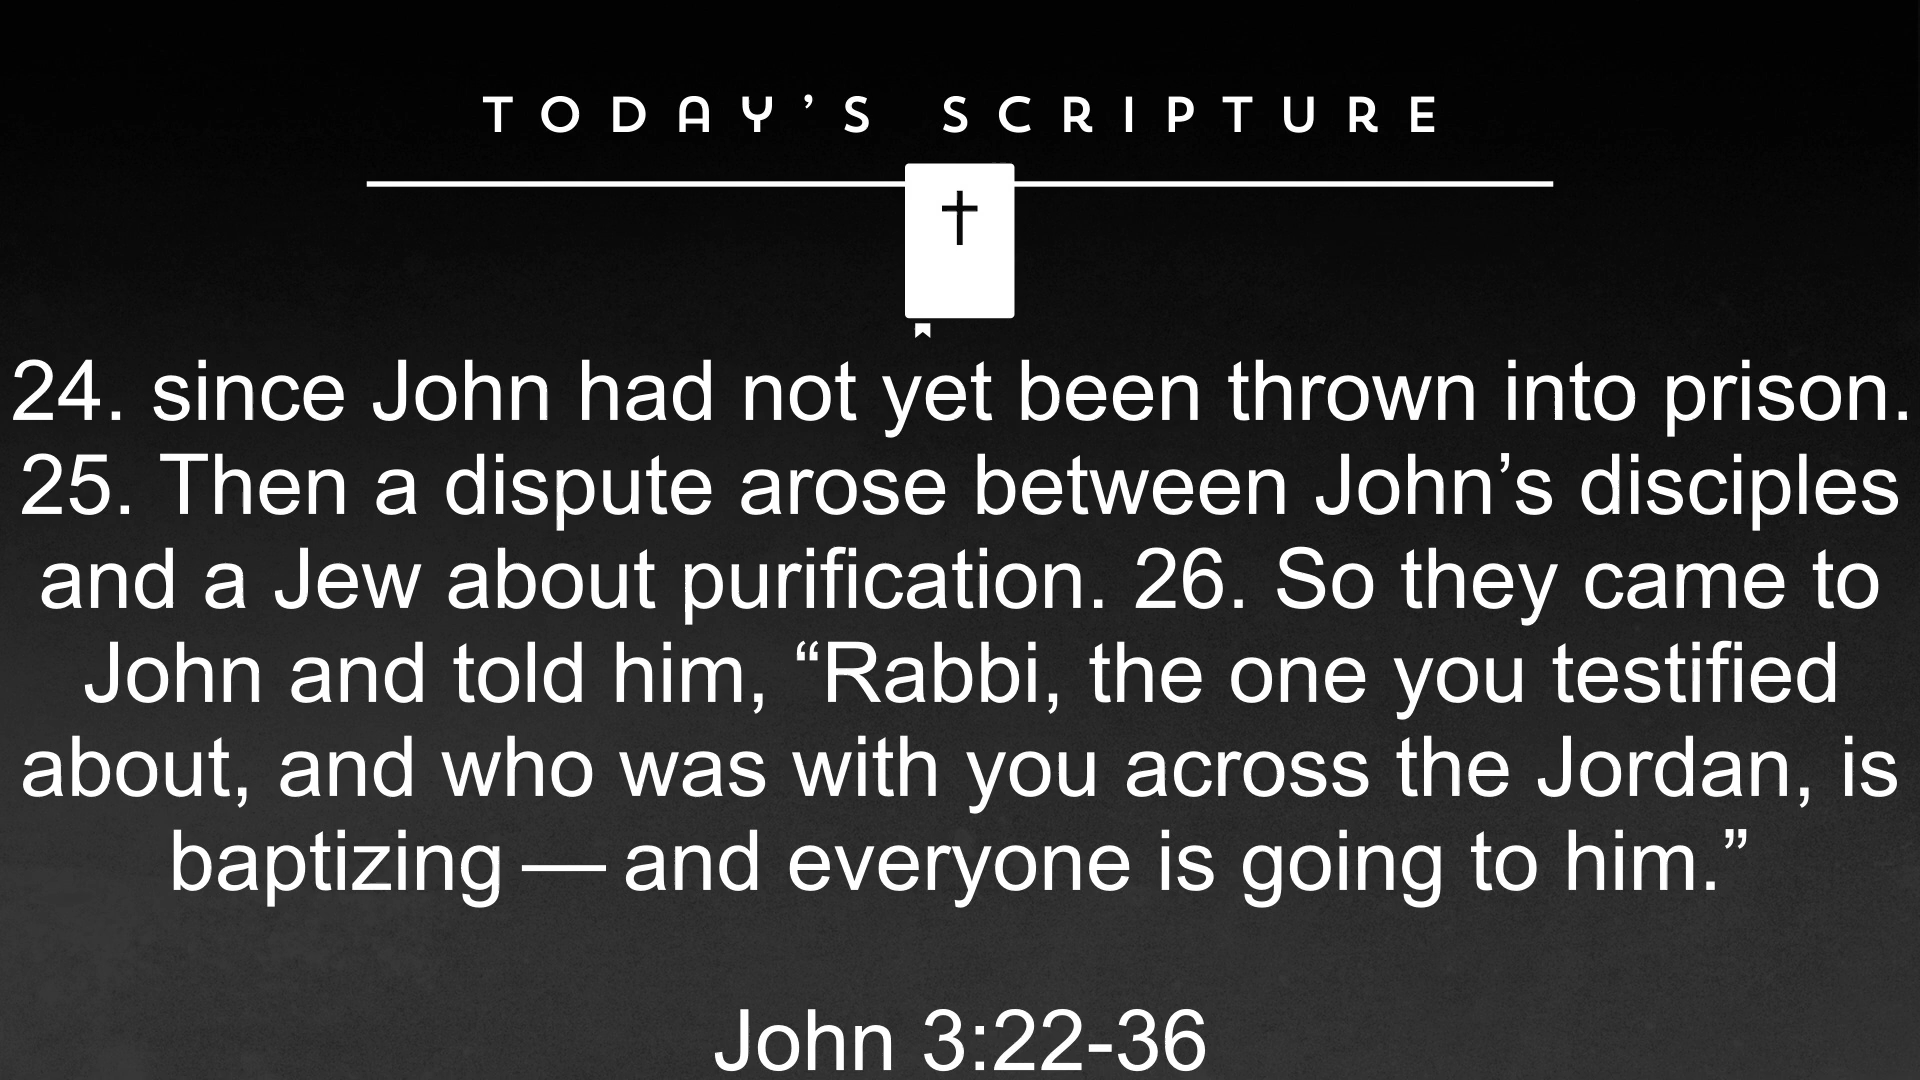 TODAY’S SCRIPTURE
24. since John had not yet been thrown into prison.
25. Then a dispute arose between John’s disciples
and a Jew about purification. 26. So they came to
John and told him, “Rabbi, the one you testified
about, and who was with you across the Jordan, is
baptizing — and everyone is going to him.”
John 3:22-36